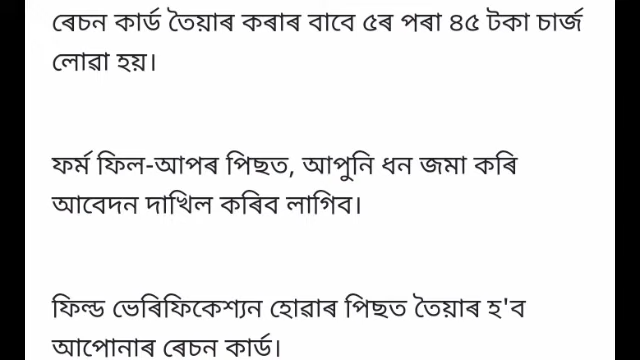 ৰেচন কাৰ্ড তৈয়াৰ কৰাৰ বাবে ৫ৰ পৰা ৪৫ টকা চাৰ্জ
লোৱা হয়।
ফৰ্ম ফিল-আপৰ পিছত, আপুনি ধন জমা কৰি
আবেদন দাখিল কৰিব লাগিব।
ফিল্ড ভেৰিফিকেশ্যন হোৱাৰ পিছত তৈয়াৰ হ'ব
আপোনাৰ ৰেচন কাৰ্ড।